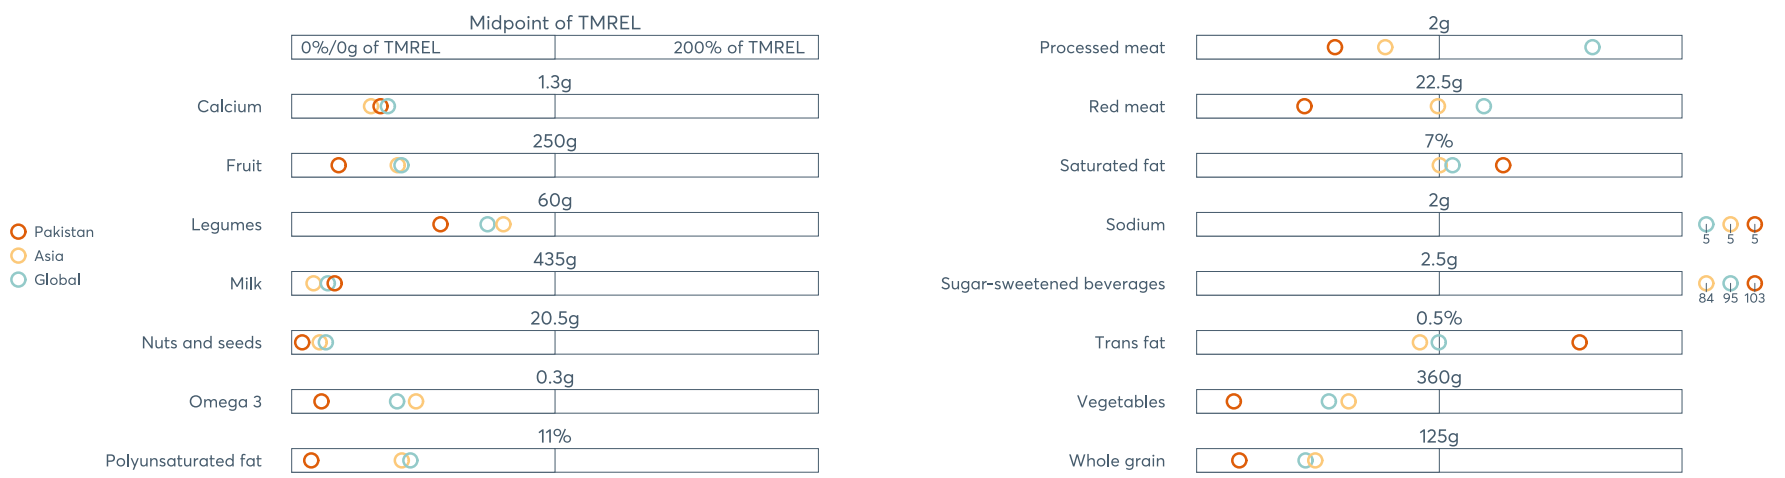 Midpoint of TMREL
0%/0g of TMREL 200% of TMREL
1.3g
Calcium
250g
Fruit
60g
Legumes
435g
Milk
20.5g
Nuts and seeds
0.3g
Omega 3
11%
Polyunsaturated fat
Pakistan
Asia
Global
2g
Processed meat
22.5g
Red meat
7%
Saturated fat
2g
Sodium
5 5 5
2.5g
Sugar-sweetened beverages
84 95 103
0.5%
Trans fat
360g
Vegetables
125g
Whole grain